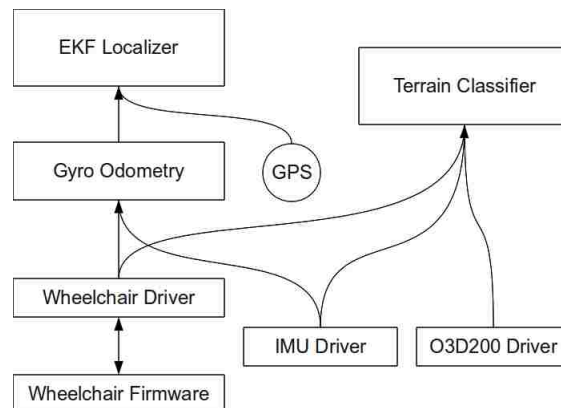 EKF Localizer
Terrain Classifier
Gyro Odometry
GPS
Wheelchair Driver
IMU Driver
O3D200 Driver
Wheelchair Firmware